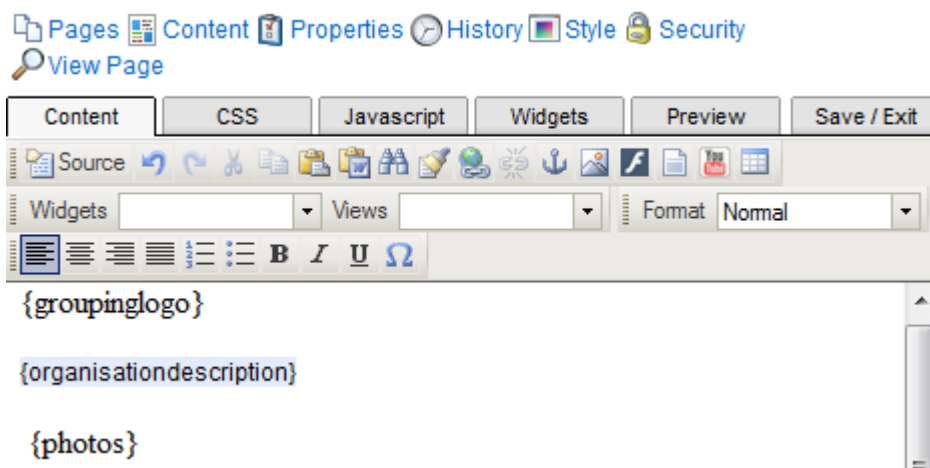 Pages Content Properties History Style Security
View Page
Content CSS Javascript Widgets Preview Save / Exit
Source
Widgets Views Format Normal
B I U Ω
{groupinglogo}
{organisationdescription}
{photos}